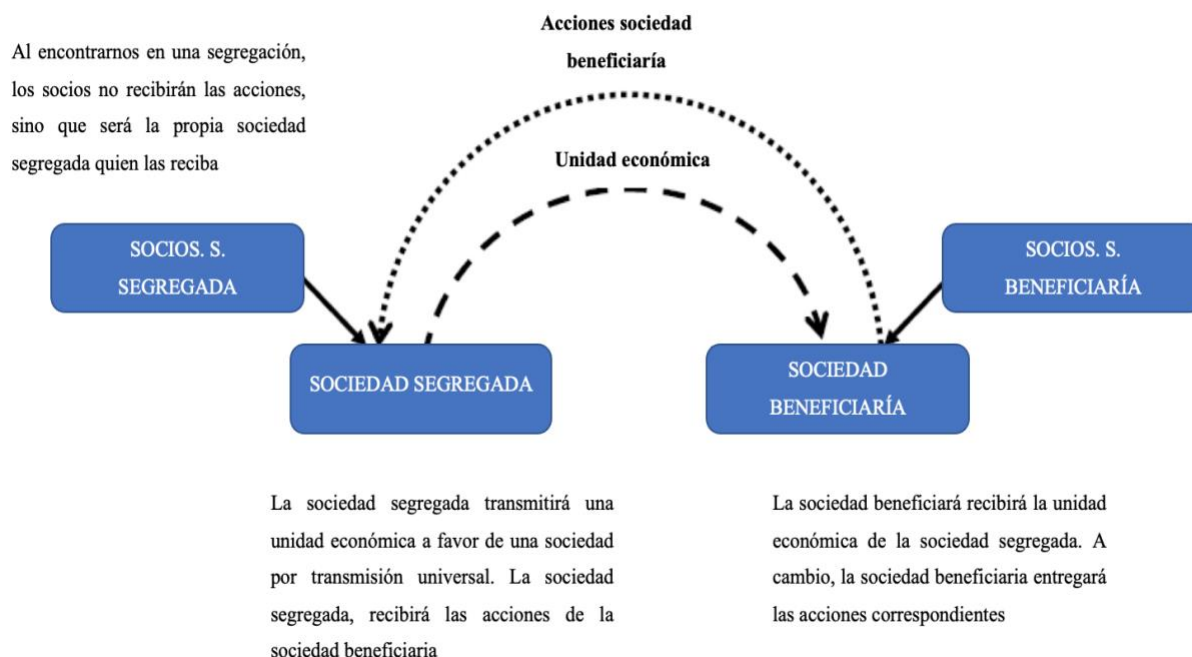 Acciones sociedad
beneficiaría
Al encontrarnos en una segregación,
los socios no recibirán las acciones,
sino que será la propia sociedad
segregada quien las reciba
Unidad económica
SOCIOS. S.
SEGREGADA
SOCIOS. S.
BENEFICIARÍA
SOCIEDAD SEGREGADA
SOCIEDAD
BENEFICIARÍA
La sociedad segregada transmitirá una
unidad económica a favor de una sociedad
por transmisión universal. La sociedad
segregada, recibirá las acciones de la
sociedad beneficiaria
La sociedad beneficiará recibirá la unidad
económica de la sociedad segregada. A
cambio, la sociedad beneficiaria entregará
las acciones correspondientes